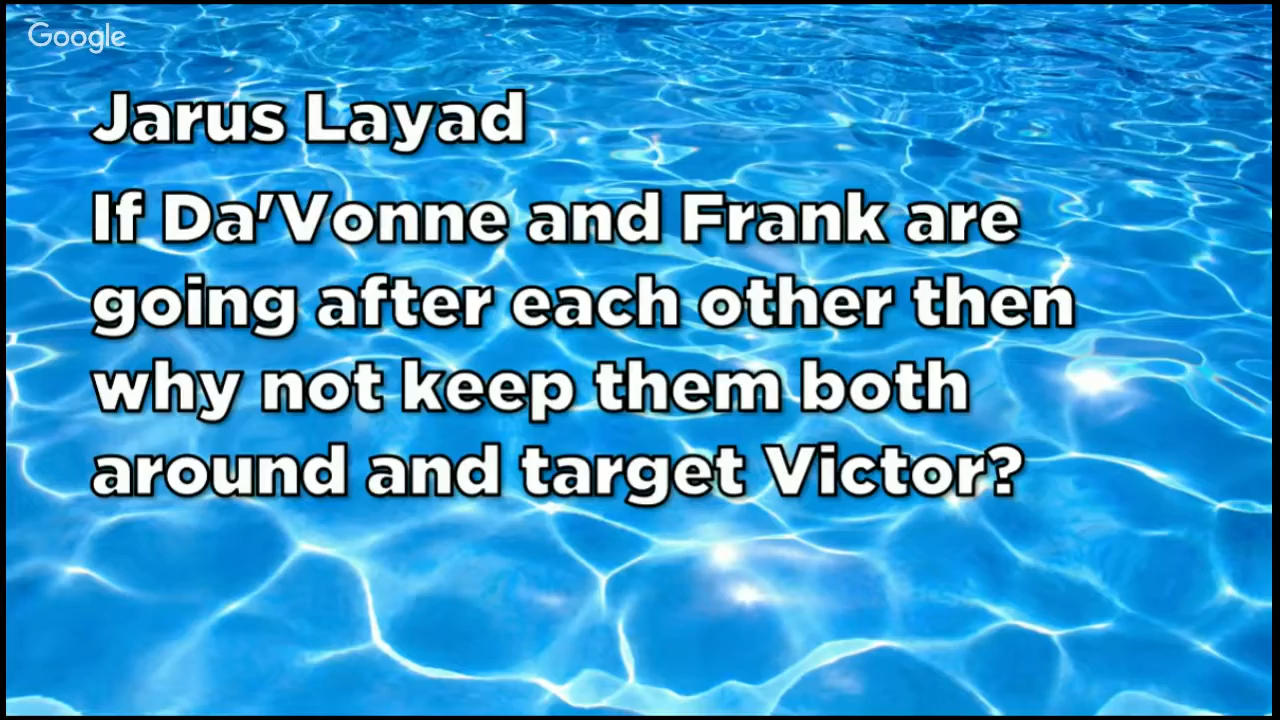 Google
Jarus Layad
If Da'Vonne and Frank are
going after each other then
why not keep them both
around and target Victor?